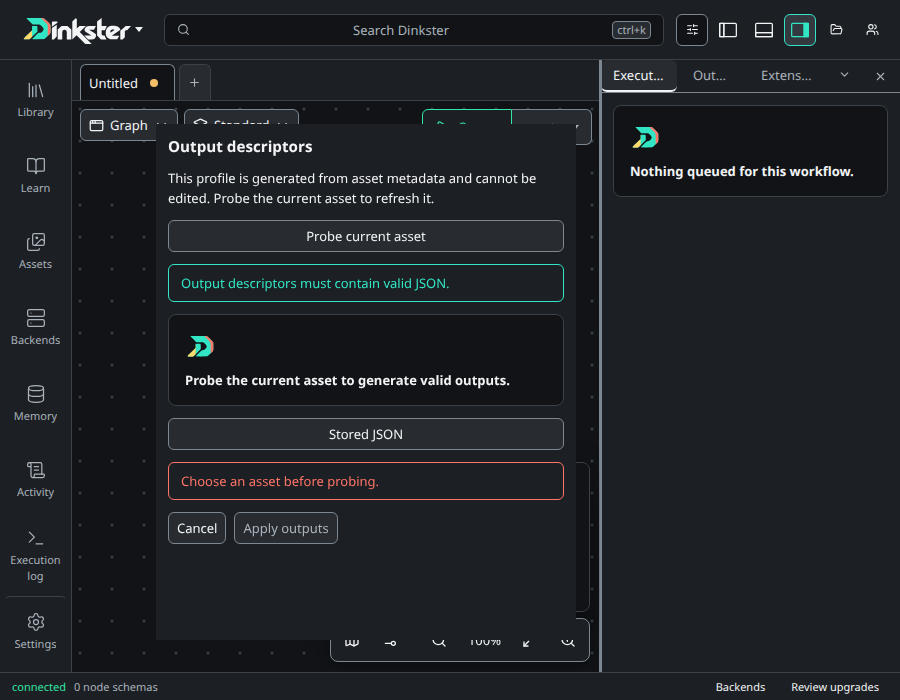 Dinkster
Search Dinkster
ctrl+k
Library
Learn
Assets
Backends
Memory
Activity
Execution
log
Settings
Untitled
+
Graph
Standard
Output descriptors
This profile is generated from asset metadata and cannot be
edited. Probe the current asset to refresh it.
Probe current asset
Output descriptors must contain valid JSON.
Probe the current asset to generate valid outputs.
Stored JSON
Choose an asset before probing.
Cancel
Apply outputs
100%
Execut...
Out...
Extens...
Nothing queued for this workflow.
connected
0 node schemas
Backends
Review upgrades